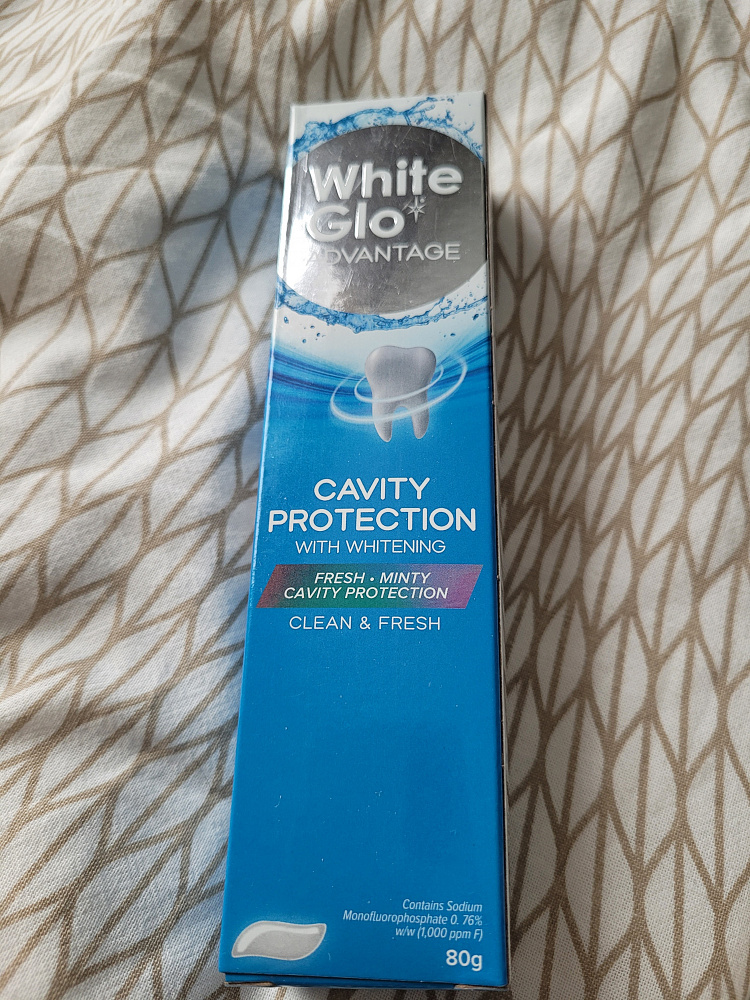 White
Glo
ADVANTAGE
CAVITY
PROTECTION
WITH WHITENING
FRESH • MINTY
CAVITY PROTECTION
CLEAN & FRESH
Contains Sodium
Monofluorophosphate 0. 76%
w/w (1,000 ppm F)
80g